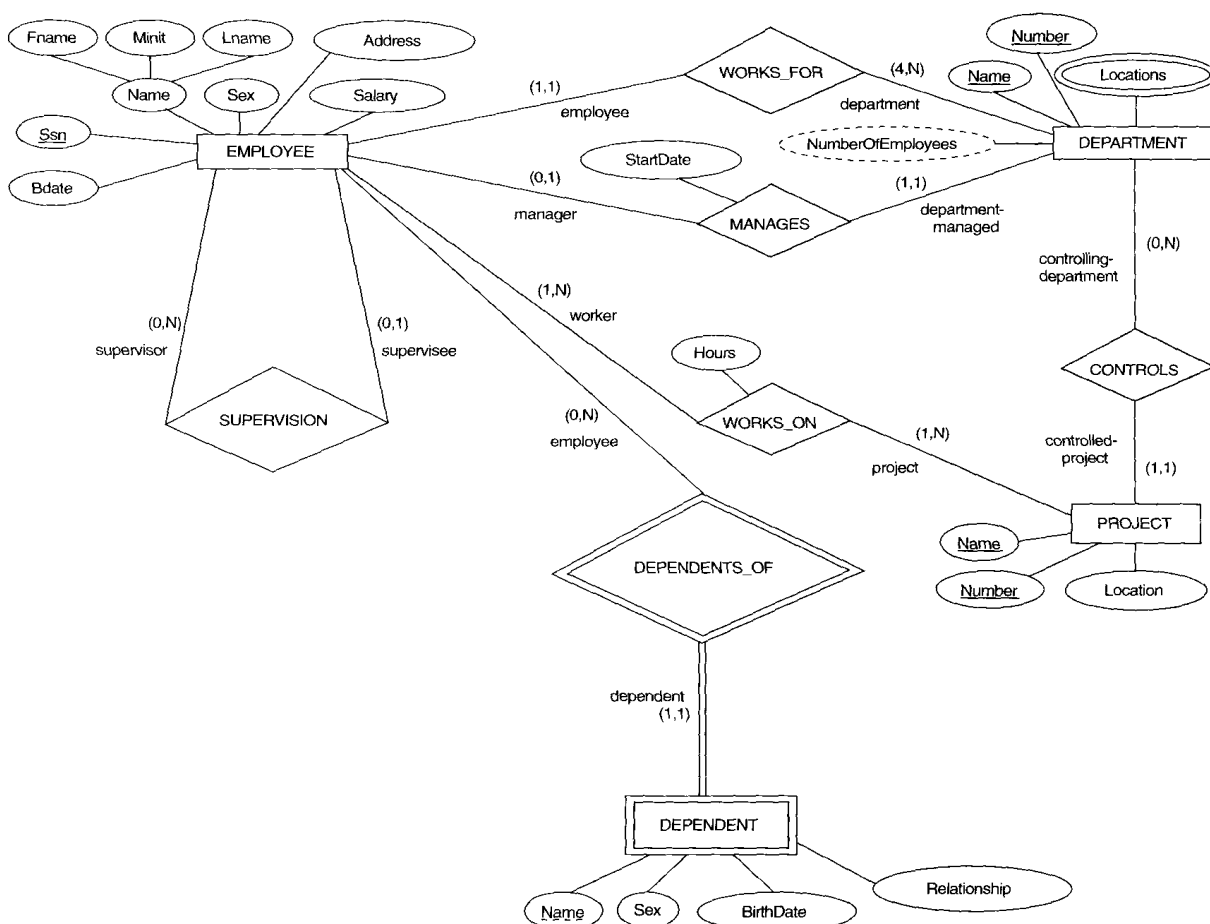 Fname
Minit
Lname
Address
Number
Name
Sex
Salary
WORKS_FOR
(4,N)
Name
Locations
Ssn
(1,1)
employee
department
EMPLOYEE
StartDate
NumberOfEmployees
DEPARTMENT
Bdate
(0,1)
manager
MANAGES
(1,1)
department-
managed
controlling-
department
(0,N)
(1,N)
worker
(0,N)
supervisor
(0,1)
supervisee
Hours
CONTROLS
SUPERVISION
(0,N)
employee
WORKS_ON
(1,N)
project
controlled-
project
(1,1)
PROJECT
Name
DEPENDENTS_OF
Number
Location
dependent
(1,1)
DEPENDENT
Relationship
Name
Sex
BirthDate